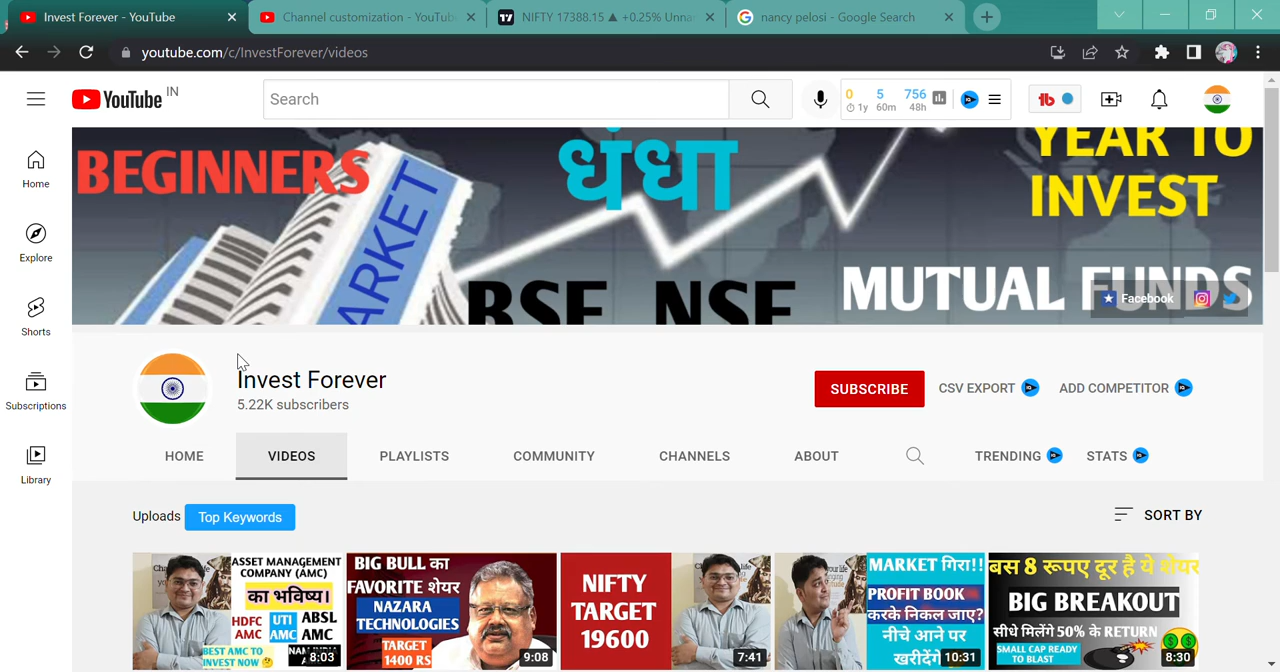 Invest Forever - YouTube
Channel customization - YouTub
NIFTY 17388.15 ▲ +0.25% Unnar
nancy pelosi - Google Search
youtube.com/c/InvestForever/videos
YouTube IN
Search
0 5 756
1y 60m 48h
BEGINNERS
MARKET
धंधा
YEAR TO
INVEST
BSE NSE
MUTUAL FUNDS
Facebook
Home
Explore
Shorts
Subscriptions
Library
Invest Forever
5.22K subscribers
SUBSCRIBE
CSV EXPORT
ADD COMPETITOR
HOME
VIDEOS
PLAYLISTS
COMMUNITY
CHANNELS
ABOUT
TRENDING
STATS
Uploads
Top Keywords
SORT BY
ASSET MANAGEMENT
COMPANY (AMC)
का भविष्य।
HDFC
AMC
UTI
AMC
ABSL
AMC
BEST AMC TO
INVEST NOW
8:03
BIG BULL का
FAVORITE शेयर
NAZARA
TECHNOLOGIES
TARGET
1400 RS
9:08
NIFTY
TARGET
19600
7:41
MARKET गिरा!!
PROFIT BOOK
करके निकल जाए?
नीचे आने पर
खरीदेंगे
10:31
बस 8 रूपए दूर है ये शेयर
BIG BREAKOUT
सीधे मिलेंगे 50% के RETURN
SMALL CAP READY
TO BLAST
8:30